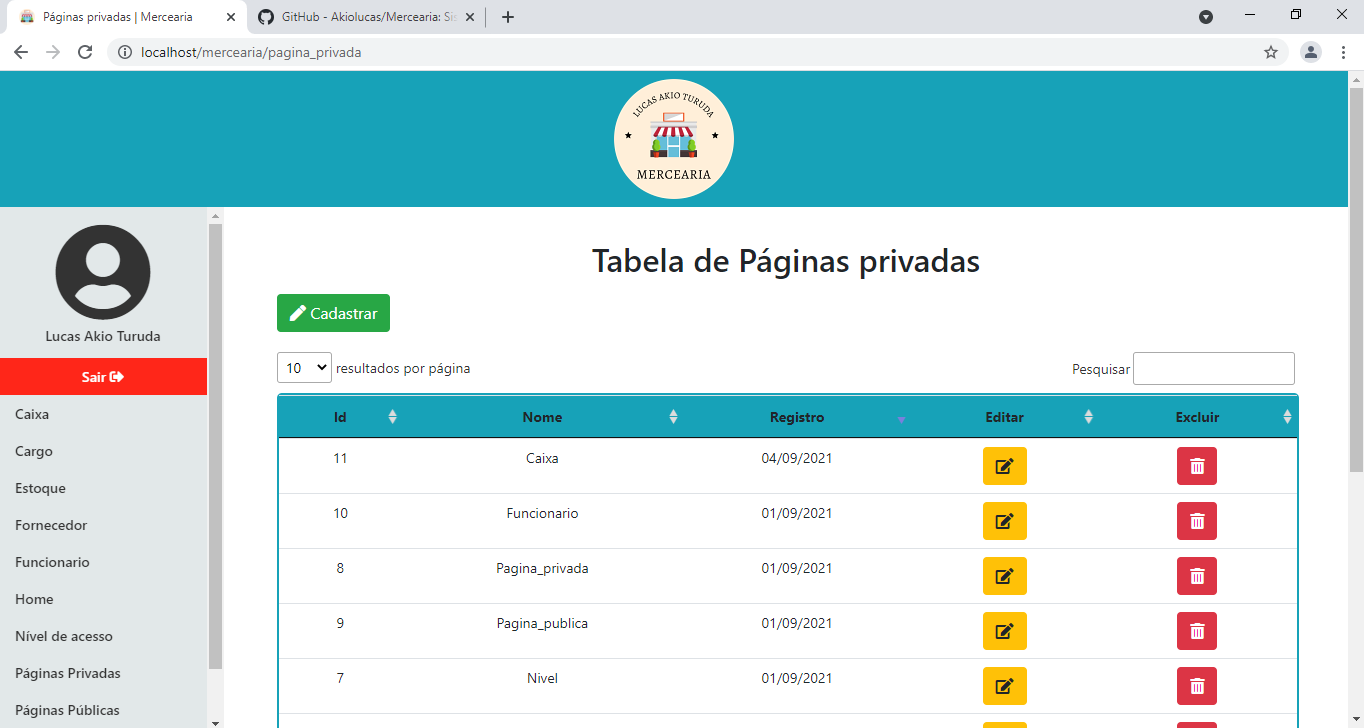 Páginas privadas | Mercearia
GitHub - Akiolucas/Mercearia: Sis
localhost/mercearia/pagina_privada
LUCAS AKIO TURUDA
MERCEARIA
Lucas Akio Turuda
Sair
Caixa
Cargo
Estoque
Fornecedor
Funcionario
Home
Nível de acesso
Páginas Privadas
Páginas Públicas
Tabela de Páginas privadas
Cadastrar
10 resultados por página
Pesquisar
Id Nome Registro Editar Excluir
11 Caixa 04/09/2021
10 Funcionario 01/09/2021
8 Pagina_privada 01/09/2021
9 Pagina_publica 01/09/2021
7 Nivel 01/09/2021